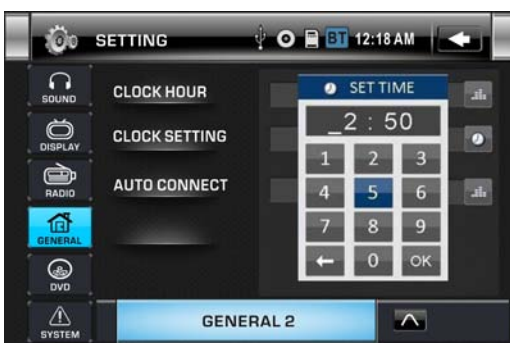 SETTING BT 12:18 AM
SOUND
DISPLAY
RADIO
GENERAL
DVD
SYSTEM
CLOCK HOUR
CLOCK SETTING
AUTO CONNECT
SET TIME
_2 : 50
1 2 3
4 5 6
7 8 9
← 0 OK
GENERAL 2